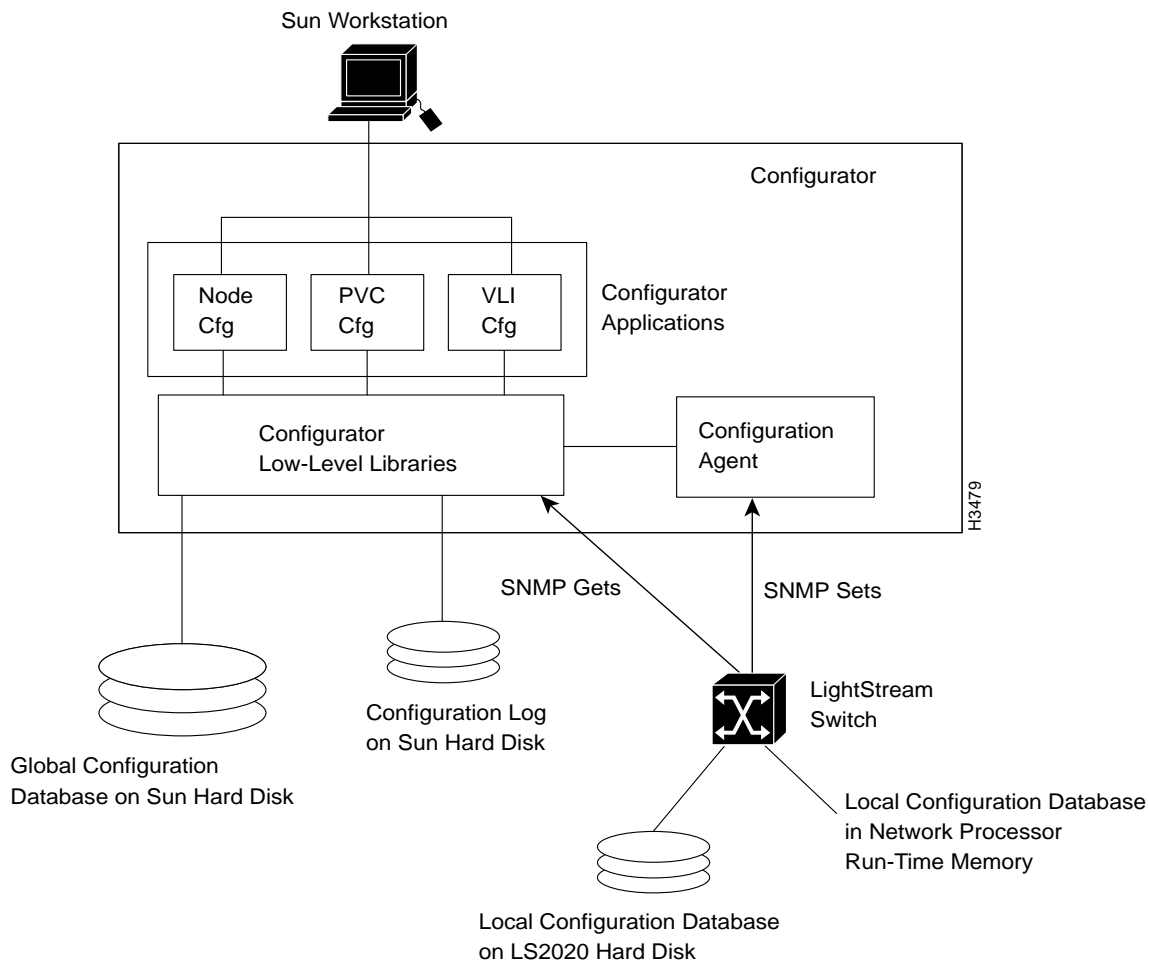 Sun Workstation
Configurator
Node
Cfg
PVC
Cfg
VLI
Cfg
Configurator
Applications
Configurator
Low-Level Libraries
Configuration
Agent
H3479
SNMP Gets
SNMP Sets
LightStream
Switch
Configuration Log
on Sun Hard Disk
Global Configuration
Database on Sun Hard Disk
Local Configuration Database
in Network Processor
Run-Time Memory
Local Configuration Database
on LS2020 Hard Disk